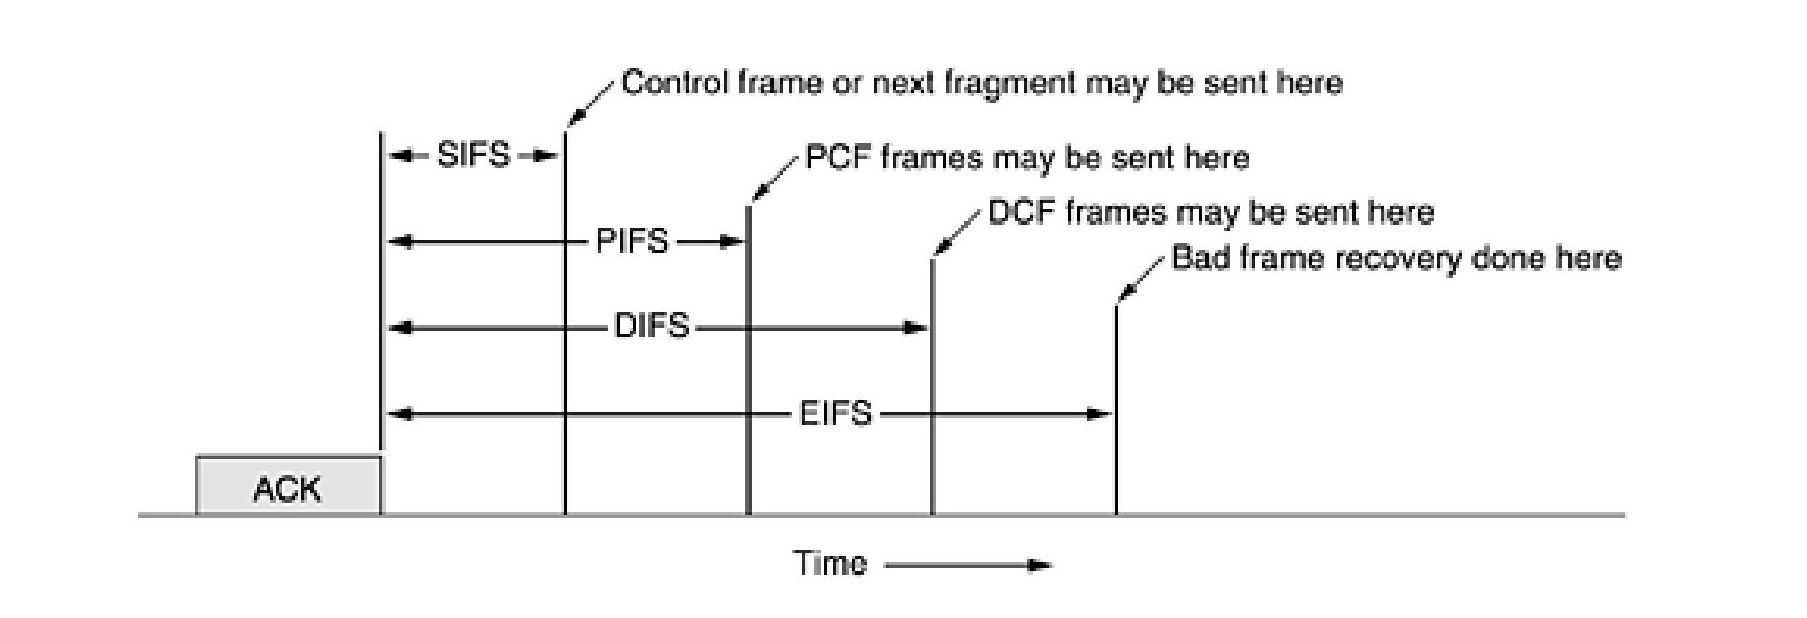 Control frame or next fragment may be sent here
SIFS
PCF frames may be sent here
DCF frames may be sent here
PIFS
Bad frame recovery done here
DIFS
EIFS
ACK
Time